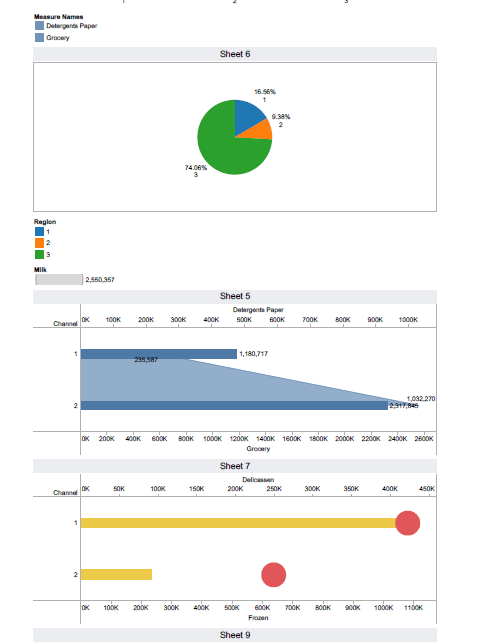 1 2 3
Measure Names
Detergents Paper
Grocery
Sheet 6
16.56%
1
9.38%
2
74.06%
3
Region
1
2
3
Milk
2,550,357
Sheet 5
Detergents Paper
Channel 0K 100K 200K 300K 400K 500K 600K 700K 800K 900K 1000K
1 1,180,717
235,587
1,032,270
2 2,317,845
0K 200K 400K 600K 800K 1000K 1200K 1400K 1600K 1800K 2000K 2200K 2400K 2600K
Grocery
Sheet 7
Delicassen
Channel 0K 50K 100K 150K 200K 250K 300K 350K 400K 450K
1
2
0K 100K 200K 300K 400K 500K 600K 700K 800K 900K 1000K 1100K
Frozen
Sheet 9